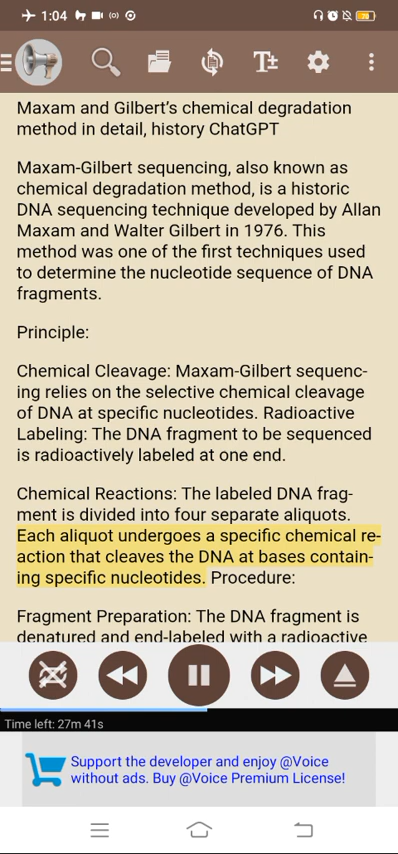 1:04
T±
Maxam and Gilbert's chemical degradation
method in detail, history ChatGPT
Maxam-Gilbert sequencing, also known as
chemical degradation method, is a historic
DNA sequencing technique developed by Allan
Maxam and Walter Gilbert in 1976. This
method was one of the first techniques used
to determine the nucleotide sequence of DNA
fragments.
Principle:
Chemical Cleavage: Maxam-Gilbert sequenc-
ing relies on the selective chemical cleavage
of DNA at specific nucleotides. Radioactive
Labeling: The DNA fragment to be sequenced
is radioactively labeled at one end.
Chemical Reactions: The labeled DNA frag-
ment is divided into four separate aliquots.
Each aliquot undergoes a specific chemical re-
action that cleaves the DNA at bases contain-
ing specific nucleotides. Procedure:
Fragment Preparation: The DNA fragment is
denatured and end-labeled with a radioactive
Time left: 27m 41s
Support the developer and enjoy @Voice
without ads. Buy @Voice Premium License!